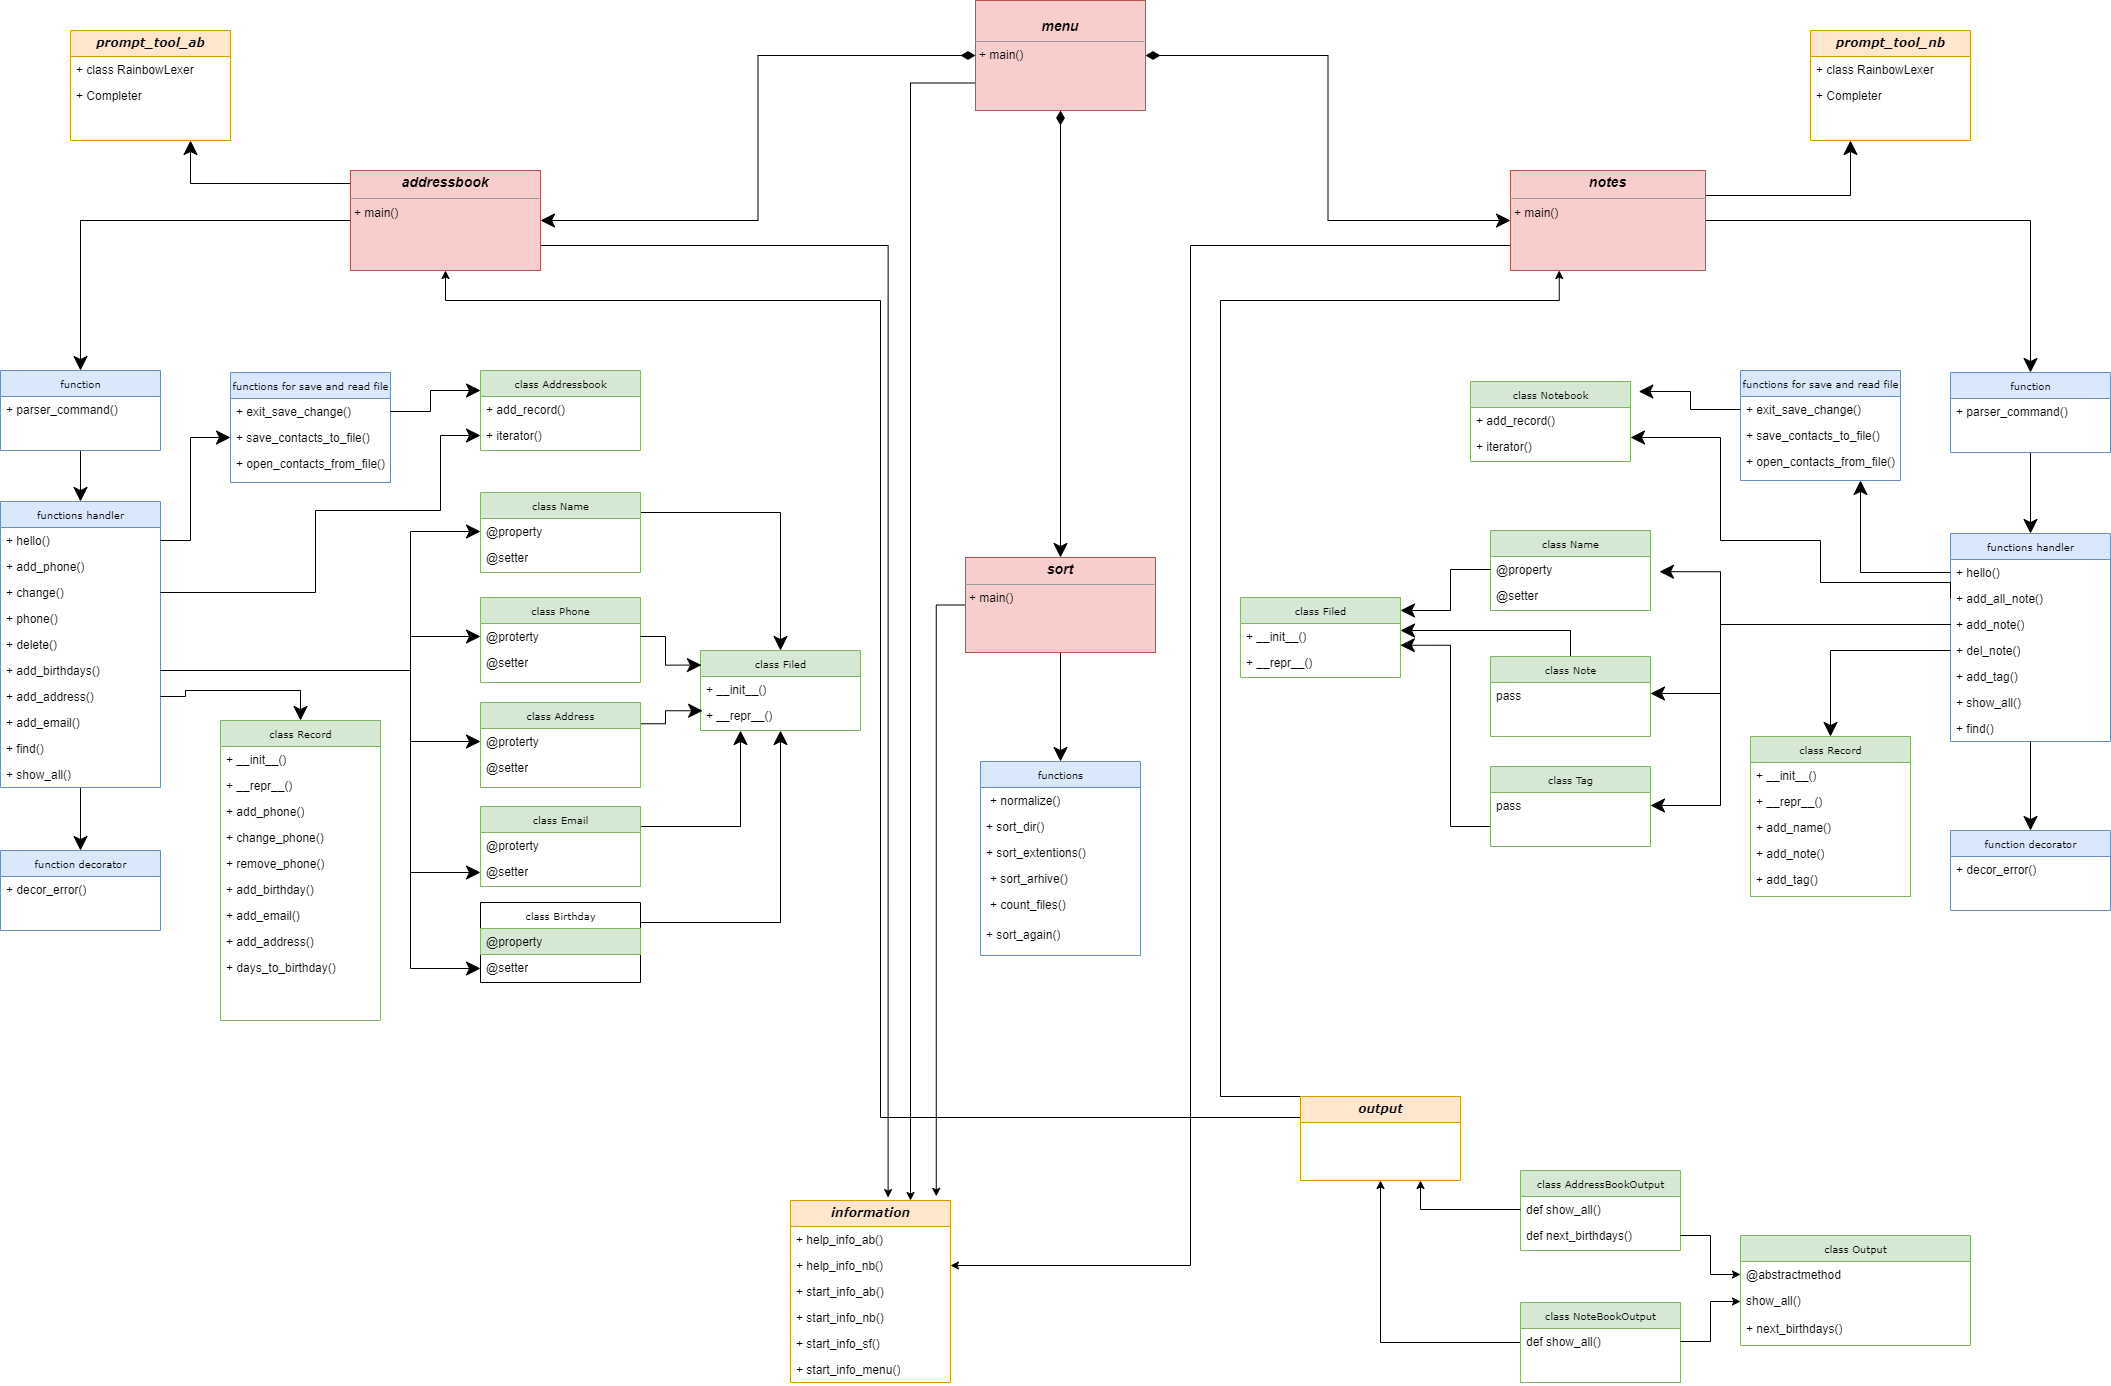 menu
+ main()
prompt_tool_ab
+ class RainbowLexer
+ Completer
prompt_tool_nb
+ class RainbowLexer
+ Completer
addressbook
+ main()
notes
+ main()
function
+ parser_command()
functions for save and read file
+ exit_save_change()
+ save_contacts_to_file()
+ open_contacts_from_file()
class Addressbook
+ add_record()
+ iterator()
functions handler
+ hello()
+ add_phone()
+ change()
+ phone()
+ delete()
+ add_birthdays()
+ add_address()
+ add_email()
+ find()
+ show_all()
function decorator
+ decor_error()
class Record
+ __init__()
+ __repr__()
+ add_phone()
+ change_phone()
+ remove_phone()
+ add_birthday()
+ add_email()
+ add_address()
+ days_to_birthday()
class Name
@property
@setter
class Phone
@proterty
@setter
class Address
@proterty
@setter
class Email
@proterty
@setter
class Birthday
@property
@setter
class Filed
+ __init__()
+ __repr__()
sort
+ main()
functions
+ normalize()
+ sort_dir()
+ sort_extentions()
+ sort_arhive()
+ count_files()
+ sort_again()
class Notebook
+ add_record()
+ iterator()
functions for save and read file
+ exit_save_change()
+ save_contacts_to_file()
+ open_contacts_from_file()
function
+ parser_command()
class Name
@property
@setter
class Filed
+ __init__()
+ __repr__()
class Note
pass
class Tag
pass
functions handler
+ hello()
+ add_all_note()
+ add_note()
+ del_note()
+ add_tag()
+ show_all()
+ find()
class Record
+ __init__()
+ __repr__()
+ add_name()
+ add_note()
+ add_tag()
function decorator
+ decor_error()
output
information
+ help_info_ab()
+ help_info_nb()
+ start_info_ab()
+ start_info_nb()
+ start_info_sf()
+ start_info_menu()
class AddressBookOutput
def show_all()
def next_birthdays()
class NoteBookOutput
def show_all()
class Output
@abstractmethod
show_all()
+ next_birthdays()